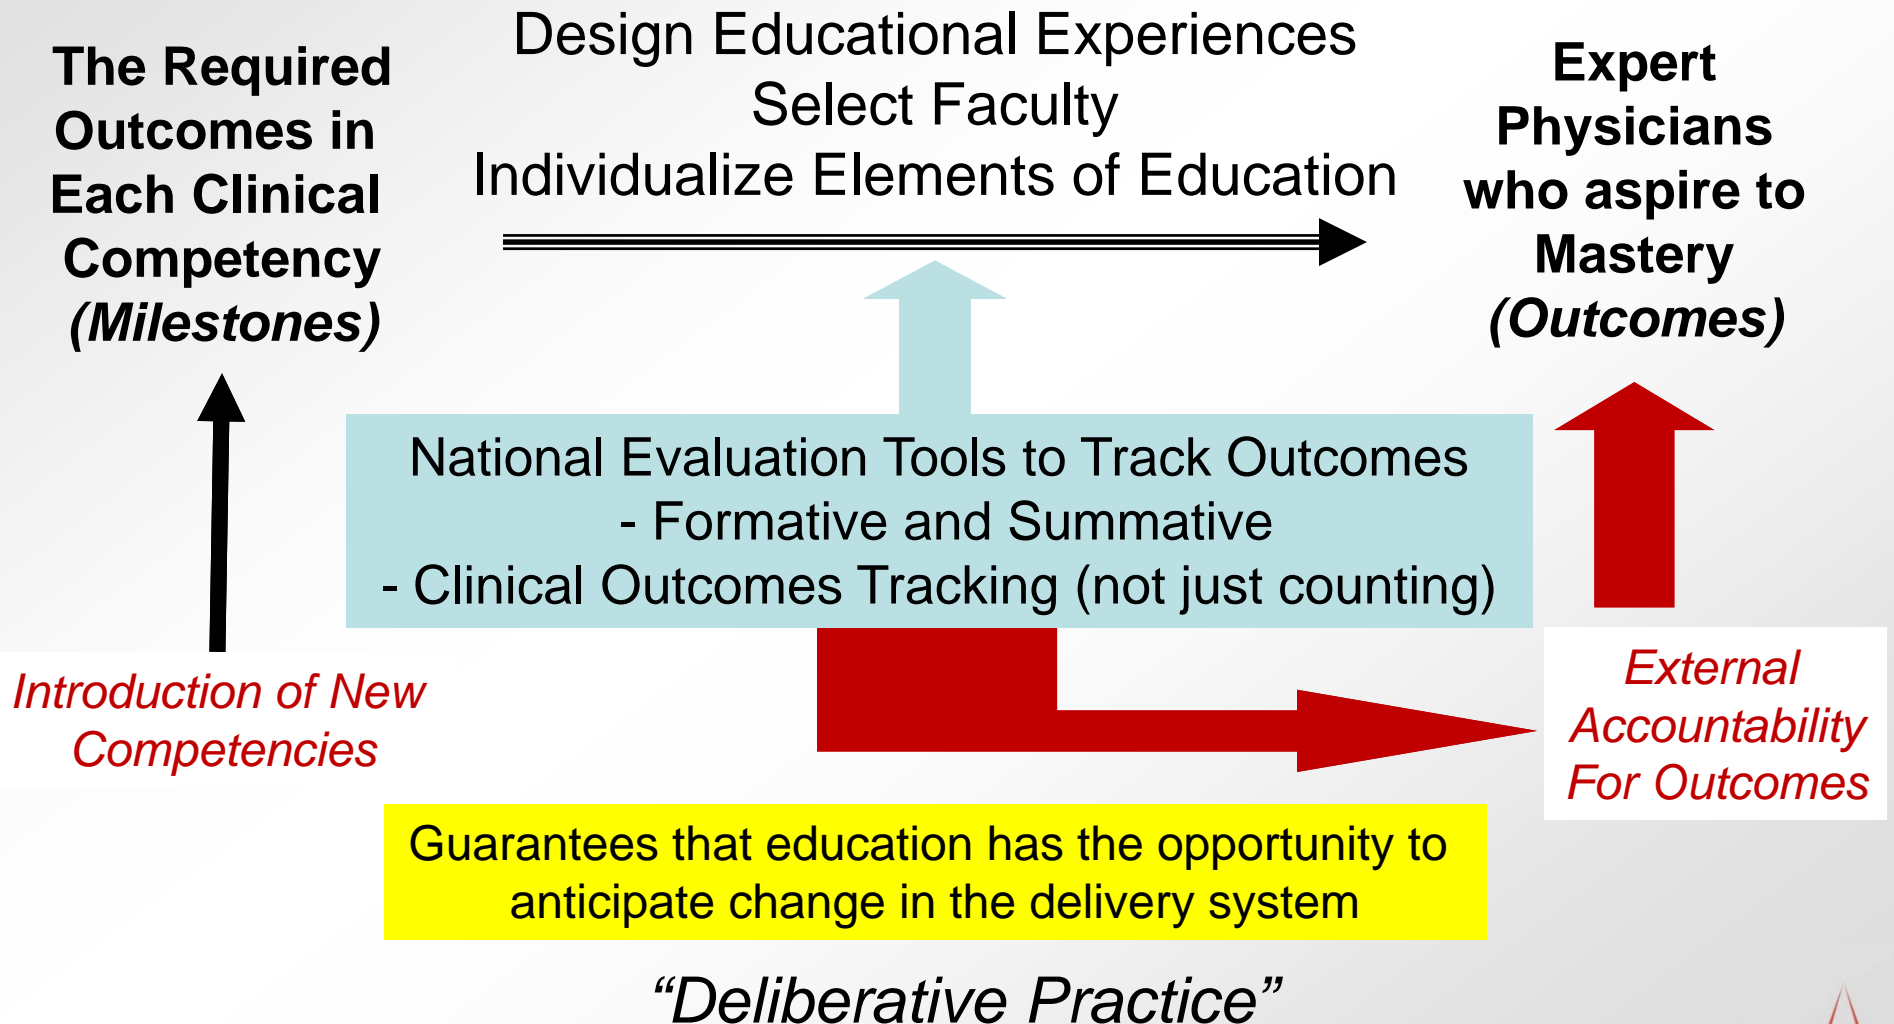 The Required
Outcomes in
Each Clinical
Competency
(Milestones)
Design Educational Experiences
Select Faculty
Individualize Elements of Education
Expert
Physicians
who aspire to
Mastery
(Outcomes)
National Evaluation Tools to Track Outcomes
- Formative and Summative
- Clinical Outcomes Tracking (not just counting)
Introduction of New
Competencies
External
Accountability
For Outcomes
Guarantees that education has the opportunity to
anticipate change in the delivery system
“Deliberative Practice”